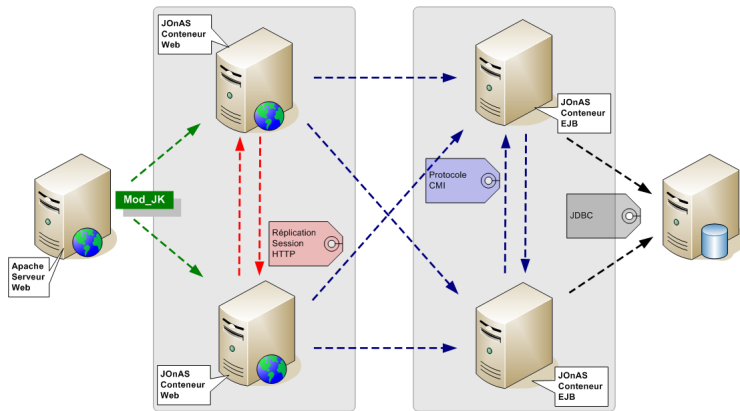 JOnAS
Conteneur
Web
JOnAS
Conteneur
EJB
Mod_JK
Protocole
CMI
JDBC
Réplication
Session
HTTP
Apache
Serveur
Web
JOnAS
Conteneur
Web
JOnAS
Conteneur
EJB